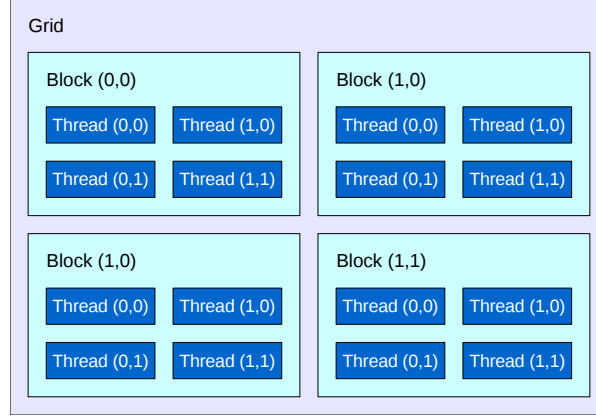 Grid
Block (0,0)
Thread (0,0) Thread (1,0)
Thread (0,1) Thread (1,1)
Block (1,0)
Thread (0,0) Thread (1,0)
Thread (0,1) Thread (1,1)
Block (1,0)
Thread (0,0) Thread (1,0)
Thread (0,1) Thread (1,1)
Block (1,1)
Thread (0,0) Thread (1,0)
Thread (0,1) Thread (1,1)